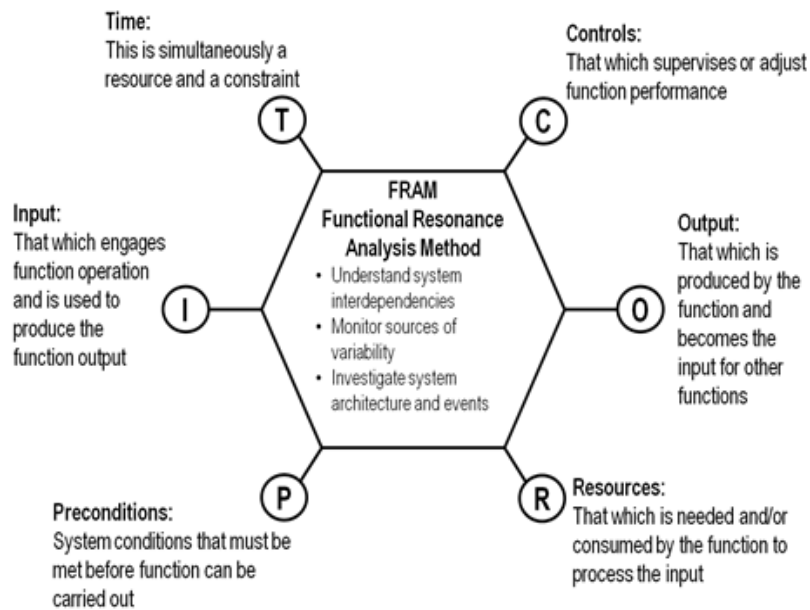 Time:
This is simultaneously a
resource and a constraint
T
Controls:
That which supervises or adjust
function performance
C
FRAM
Functional Resonance
Analysis Method
• Understand system
interdependencies
• Monitor sources of
variability
• Investigate system
architecture and events
Input:
That which engages
function operation
and is used to
produce the
function output
I
Output:
That which is
produced by the
function and
becomes the
input for other
functions
O
Preconditions:
System conditions that must be
met before function can be
carried out
P
Resources:
That which is needed and/or
consumed by the function to
process the input
R